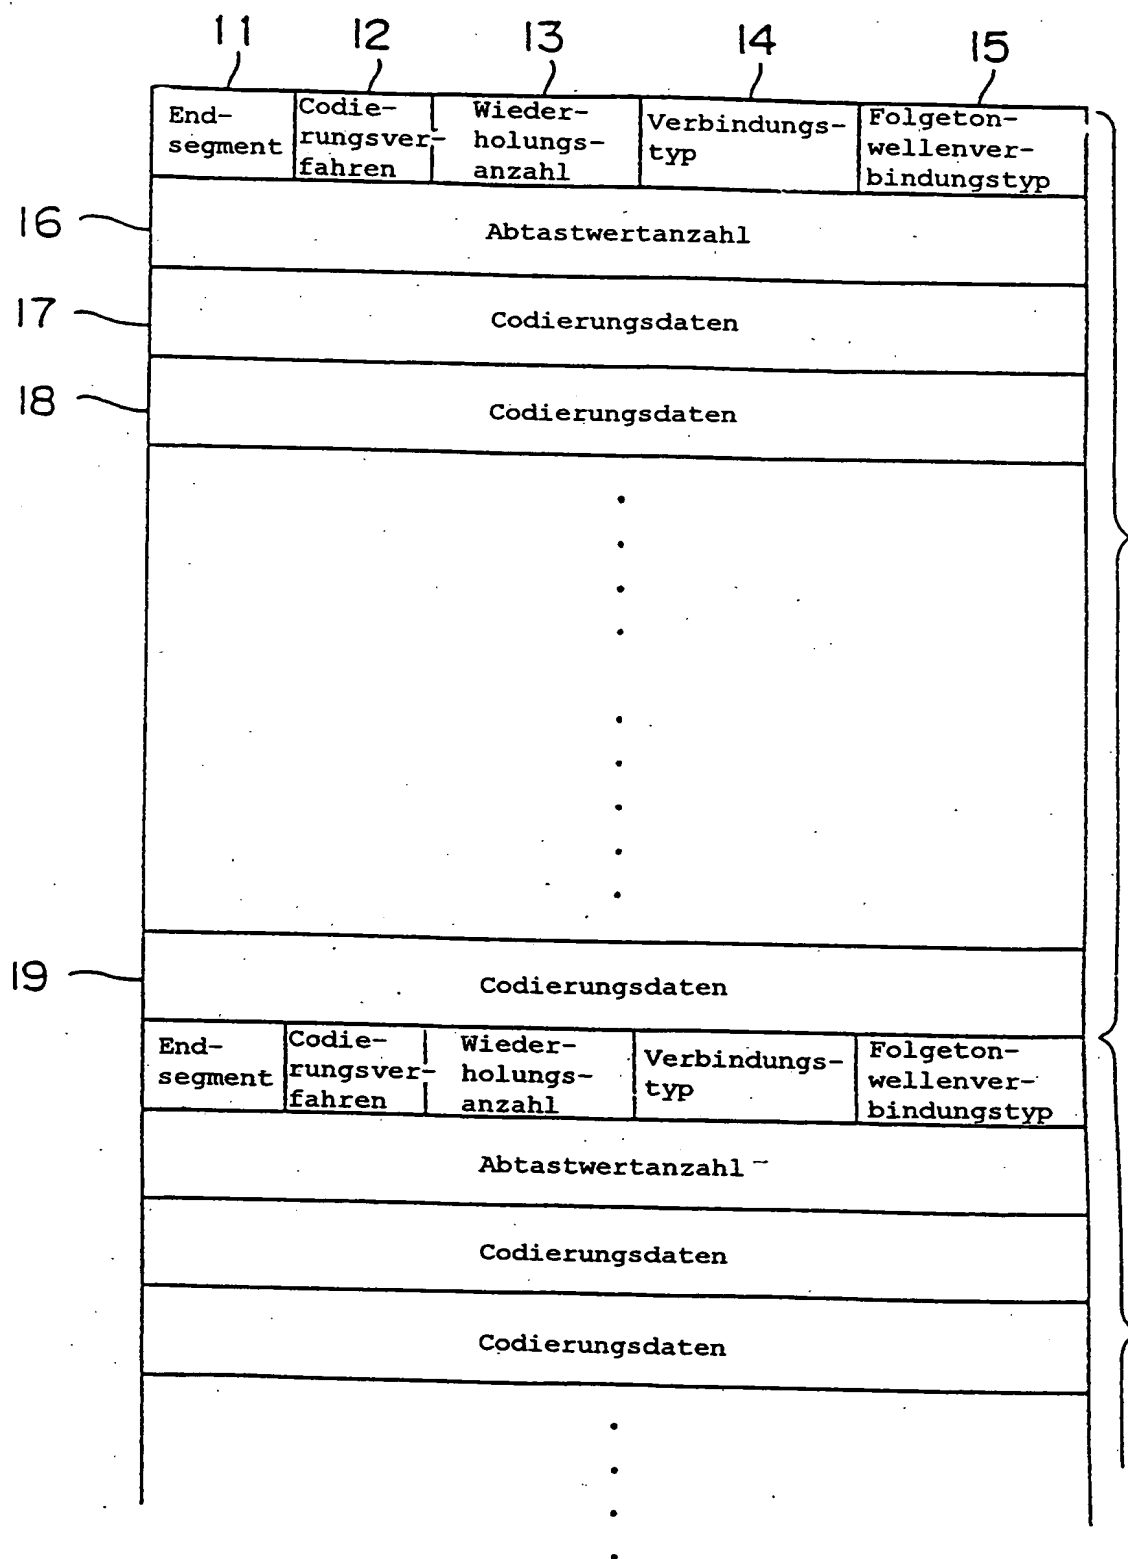 11 12 13 14 15
End-
segment
Codie-
rungsver-
fahren
Wieder-
holungs-
anzahl
Verbindungs-
typ
Folgeton-
wellenver-
bindungstyp
16
Abtastwertanzahl
17
Codierungsdaten
18
Codierungsdaten
19
Codierungsdaten
End-
segment
Codie-
rungsver-
fahren
Wieder-
holungs-
anzahl
Verbindungs-
typ
Folgeton-
wellenver-
bindungstyp
Abtastwertanzahl
Codierungsdaten
Codierungsdaten